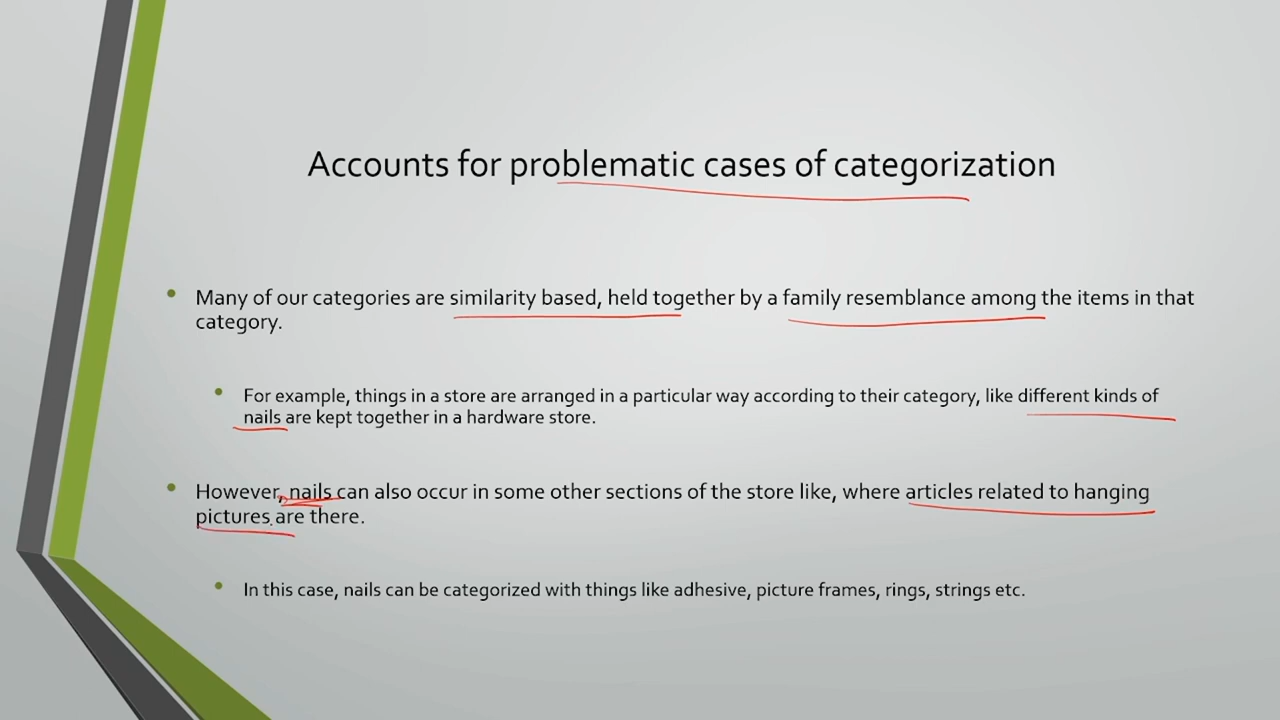 Accounts for problematic cases of categorization
• Many of our categories are similarity based, held together by a family resemblance among the items in that
category.
• For example, things in a store are arranged in a particular way according to their category, like different kinds of
nails are kept together in a hardware store.
• However, nails can also occur in some other sections of the store like, where articles related to hanging
pictures are there.
• In this case, nails can be categorized with things like adhesive, picture frames, rings, strings etc.